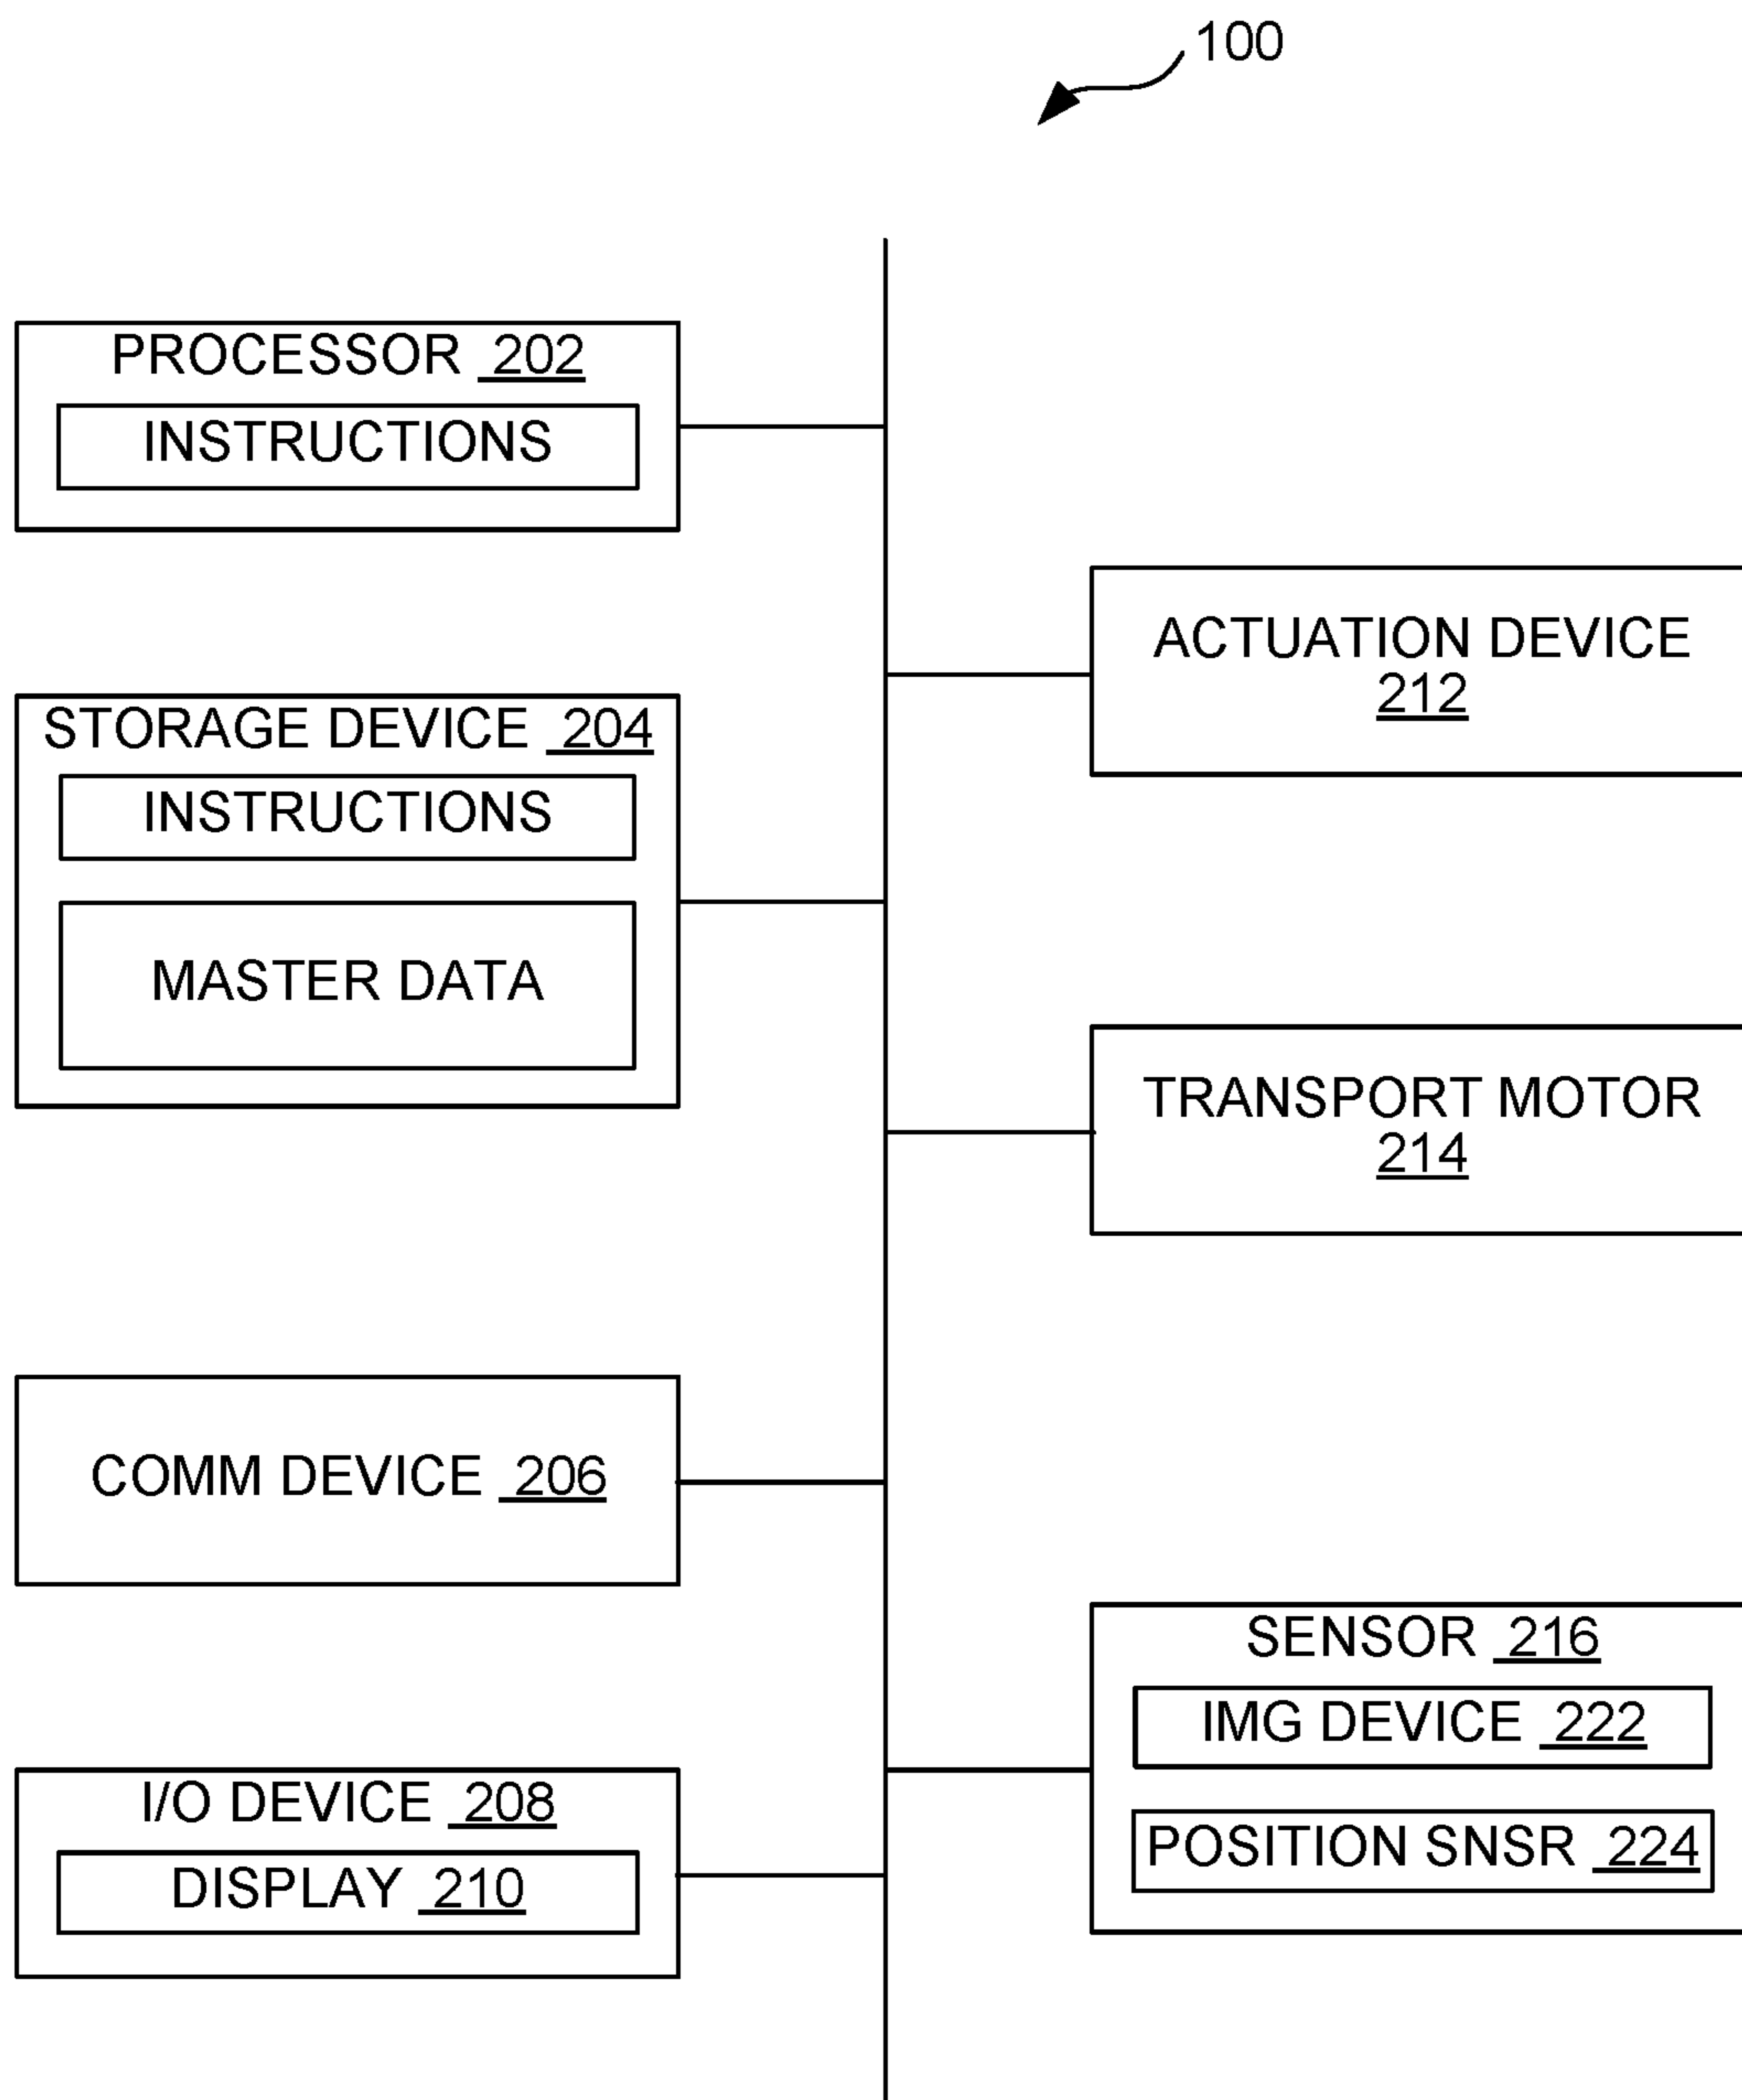 100
PROCESSOR 202
INSTRUCTIONS
STORAGE DEVICE 204
INSTRUCTIONS
MASTER DATA
COMM DEVICE 206
I/O DEVICE 208
DISPLAY 210
ACTUATION DEVICE
212
TRANSPORT MOTOR
214
SENSOR 216
IMG DEVICE 222
POSITION SNSR 224